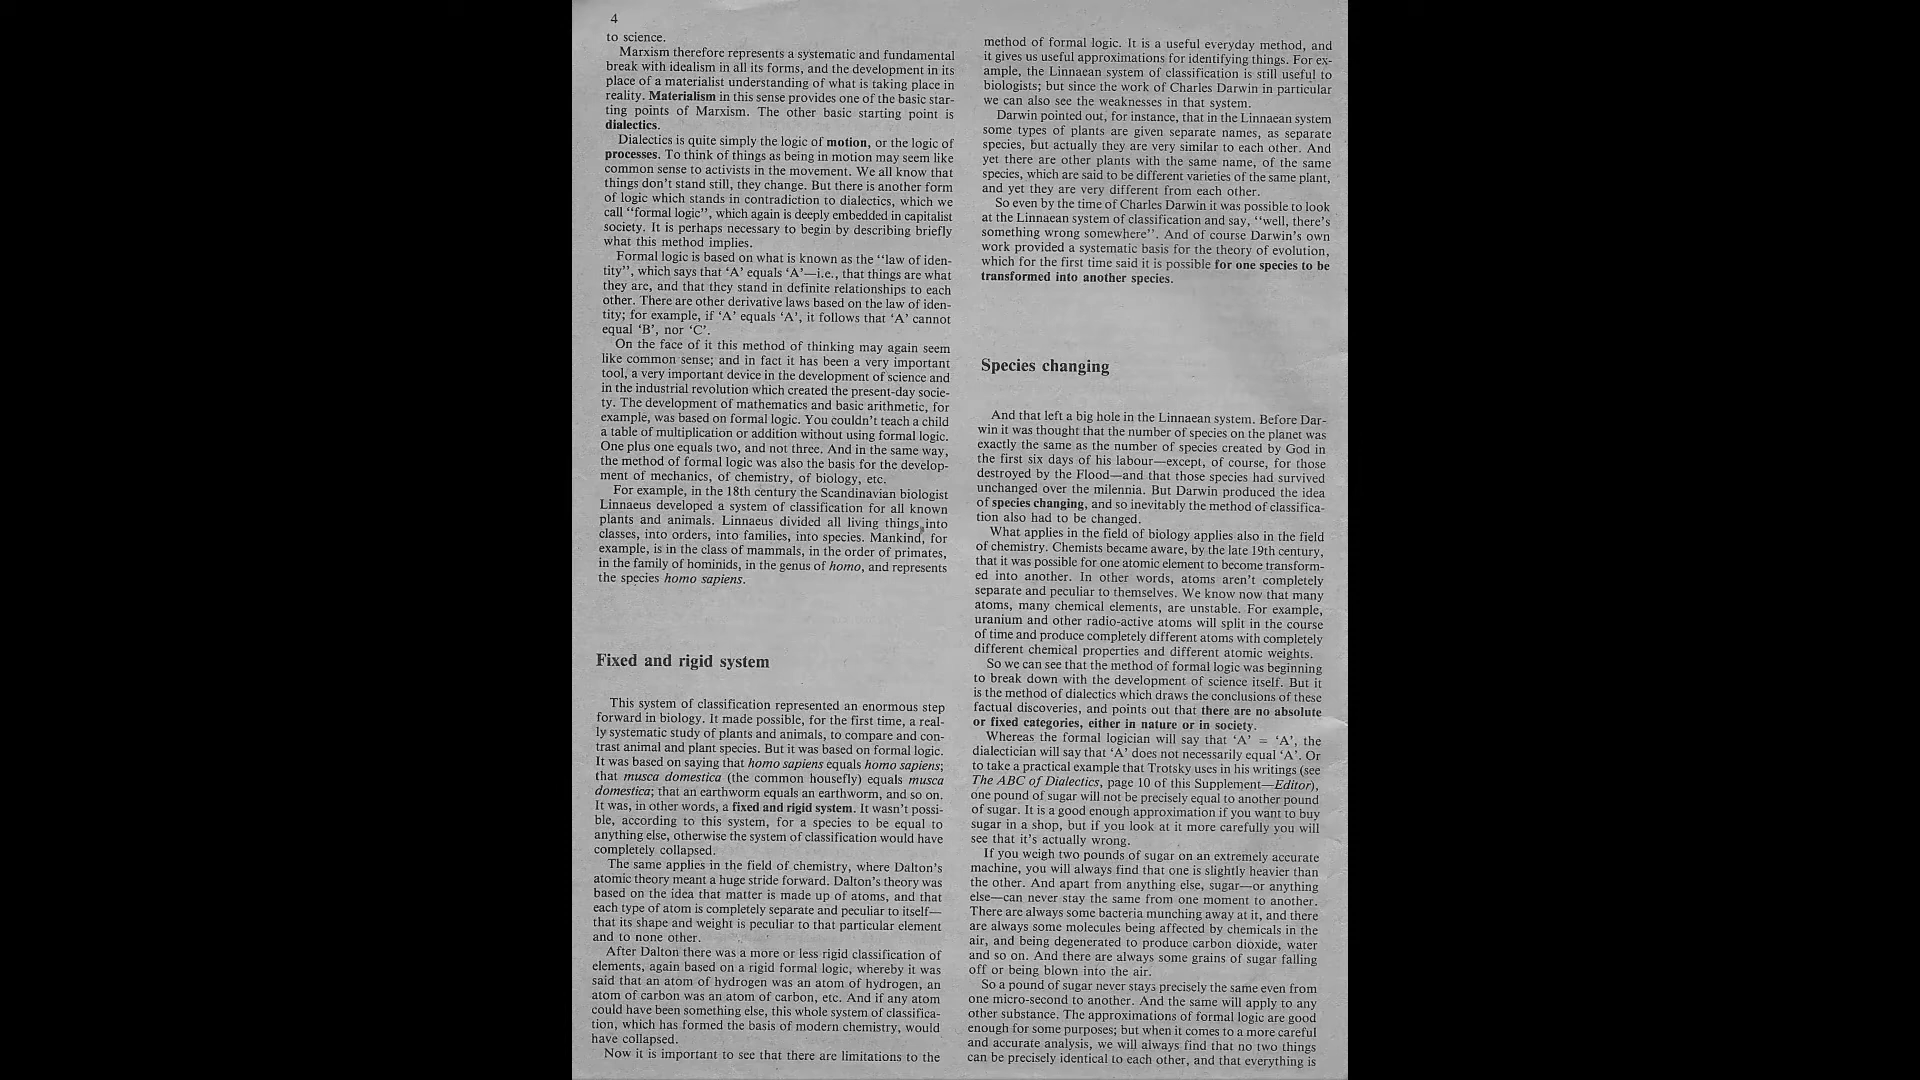 4
to science.
Marxism therefore represents a systematic and fundamental
break with idealism in all its forms, and the development in its
place of a materialist understanding of what is taking place in
reality. Materialism in this sense provides one of the basic star-
ting points of Marxism. The other basic starting point is
dialectics.
Dialectics is quite simply the logic of motion, or the logic of
processes. To think of things as being in motion may seem like
common sense to activists in the movement. We all know that
things don't stand still, they change. But there is another form
of logic which stands in contradiction to dialectics, which we
call ‘‘formal logic’’, which again is deeply embedded in capitalist
society. It is perhaps necessary to begin by describing briefly
what this method implies.
Formal logic is based on what is known as the ‘‘law of iden-
tity’’, which says that ‘A’ equals ‘A’—i.e., that things are what
they are, and that they stand in definite relationships to each
other. There are other derivative laws based on the law of iden-
tity; for example, if ‘A’ equals ‘A’, it follows that ‘A’ cannot
equal ‘B’, nor ‘C’.
On the face of it this method of thinking may again seem
like common sense; and in fact it has been a very important
tool, a very important device in the development of science and
in the industrial revolution which created the present-day socie-
ty. The development of mathematics and basic arithmetic, for
example, was based on formal logic. You couldn't teach a child
a table of multiplication or addition without using formal logic.
One plus one equals two, and not three. And in the same way,
the method of formal logic was also the basis for the develop-
ment of mechanics, of chemistry, of biology, etc.
For example, in the 18th century the Scandinavian biologist
Linnaeus developed a system of classification for all known
plants and animals. Linnaeus divided all living things into
classes, into orders, into families, into species. Mankind, for
example, is in the class of mammals, in the order of primates,
in the family of hominids, in the genus of homo, and represents
the species homo sapiens.
Fixed and rigid system
This system of classification represented an enormous step
forward in biology. It made possible, for the first time, a real-
ly systematic study of plants and animals, to compare and con-
trast animal and plant species. But it was based on formal logic.
It was based on saying that homo sapiens equals homo sapiens;
that musca domestica (the common housefly) equals musca
domestica; that an earthworm equals an earthworm, and so on.
It was, in other words, a fixed and rigid system. It wasn't possi-
ble, according to this system, for a species to be equal to
anything else, otherwise the system of classification would have
completely collapsed.
The same applies in the field of chemistry, where Dalton's
atomic theory meant a huge stride forward. Dalton's theory was
based on the idea that matter is made up of atoms, and that
each type of atom is completely separate and peculiar to itself—
that its shape and weight is peculiar to that particular element
and to none other.
After Dalton there was a more or less rigid classification of
elements, again based on a rigid formal logic, whereby it was
said that an atom of hydrogen was an atom of hydrogen, an
atom of carbon was an atom of carbon, etc. And if any atom
could have been something else, this whole system of classifica-
tion, which has formed the basis of modern chemistry, would
have collapsed.
Now it is important to see that there are limitations to the
method of formal logic. It is a useful everyday method, and
it gives us useful approximations for identifying things. For ex-
ample, the Linnaean system of classification is still useful to
biologists; but since the work of Charles Darwin in particular
we can also see the weaknesses in that system.
Darwin pointed out, for instance, that in the Linnaean system
some types of plants are given separate names, as separate
species, but actually they are very similar to each other. And
yet there are other plants with the same name, of the same
species, which are said to be different varieties of the same plant,
and yet they are very different from each other.
So even by the time of Charles Darwin it was possible to look
at the Linnaean system of classification and say, ‘‘well, there's
something wrong somewhere’’. And of course Darwin's own
work provided a systematic basis for the theory of evolution,
which for the first time said it is possible for one species to be
transformed into another species.
Species changing
And that left a big hole in the Linnaean system. Before Dar-
win it was thought that the number of species on the planet was
exactly the same as the number of species created by God in
the first six days of his labour—except, of course, for those
destroyed by the Flood—and that those species had survived
unchanged over the milennia. But Darwin produced the idea
of species changing, and so inevitably the method of classifica-
tion also had to be changed.
What applies in the field of biology applies also in the field
of chemistry. Chemists became aware, by the late 19th century,
that it was possible for one atomic element to become transform-
ed into another. In other words, atoms aren't completely
separate and peculiar to themselves. We know now that many
atoms, many chemical elements, are unstable. For example,
uranium and other radio-active atoms will split in the course
of time and produce completely different atoms with completely
different chemical properties and different atomic weights.
So we can see that the method of formal logic was beginning
to break down with the development of science itself. But it
is the method of dialectics which draws the conclusions of these
factual discoveries, and points out that there are no absolute
or fixed categories, either in nature or in society.
Whereas the formal logician will say that ‘A’ = ‘A’, the
dialectician will say that ‘A’ does not necessarily equal ‘A’. Or
to take a practical example that Trotsky uses in his writings (see
The ABC of Dialectics, page 10 of this Supplement—Editor),
one pound of sugar will not be precisely equal to another pound
of sugar. It is a good enough approximation if you want to buy
sugar in a shop, but if you look at it more carefully you will
see that it's actually wrong.
If you weigh two pounds of sugar on an extremely accurate
machine, you will always find that one is slightly heavier than
the other. And apart from anything else, sugar—or anything
else—can never stay the same from one moment to another.
There are always some bacteria munching away at it, and there
are always some molecules being affected by chemicals in the
air, and being degenerated to produce carbon dioxide, water
and so on. And there are always some grains of sugar falling
off or being blown into the air.
So a pound of sugar never stays precisely the same even from
one micro-second to another. And the same will apply to any
other substance. The approximations of formal logic are good
enough for some purposes; but when it comes to a more careful
and accurate analysis, we will always find that no two things
can be precisely identical to each other, and that everything is